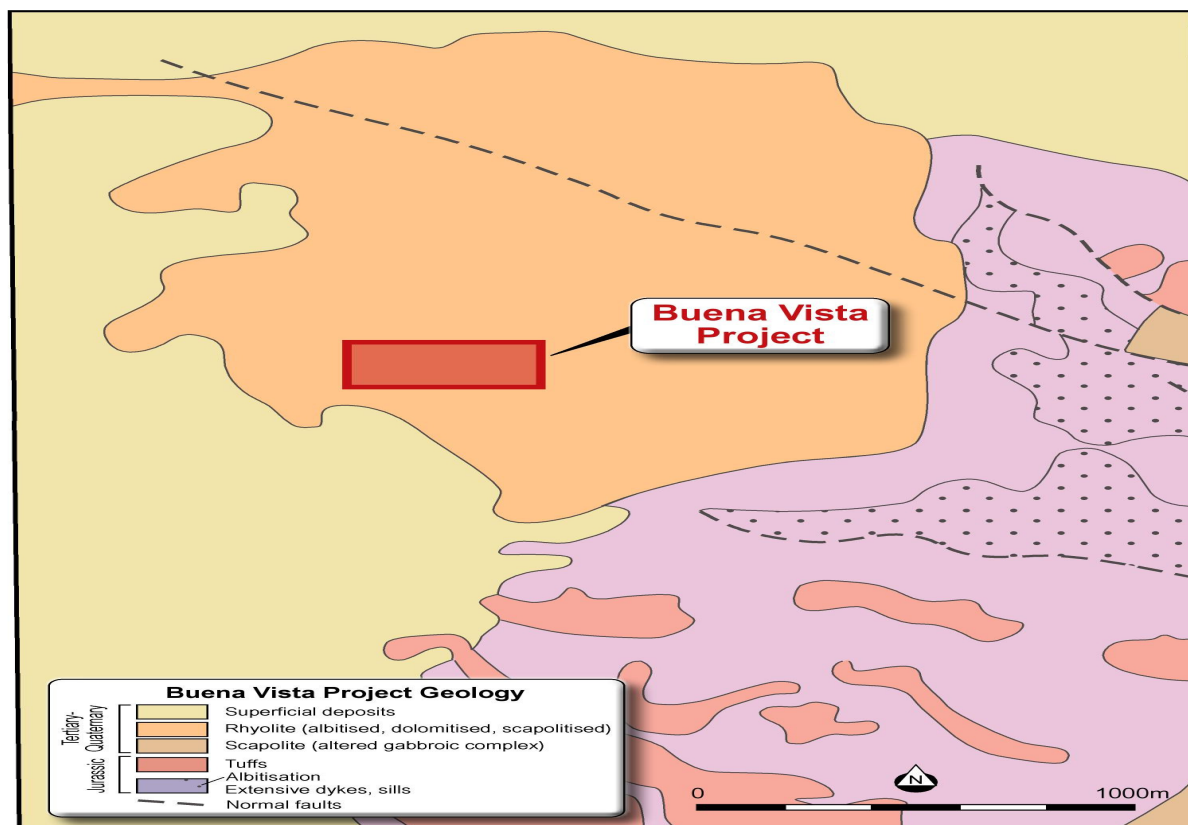 Buena Vista
Project
Buena Vista Project Geology
Tertiary-
Quaternary
Superficial deposits
Rhyolite (albitised, dolomitised, scapolitised)
Scapolite (altered gabbroic complex)
Jurassic
Tuffs
Albitisation
Extensive dykes, sills
Normal faults
N
0
1000m